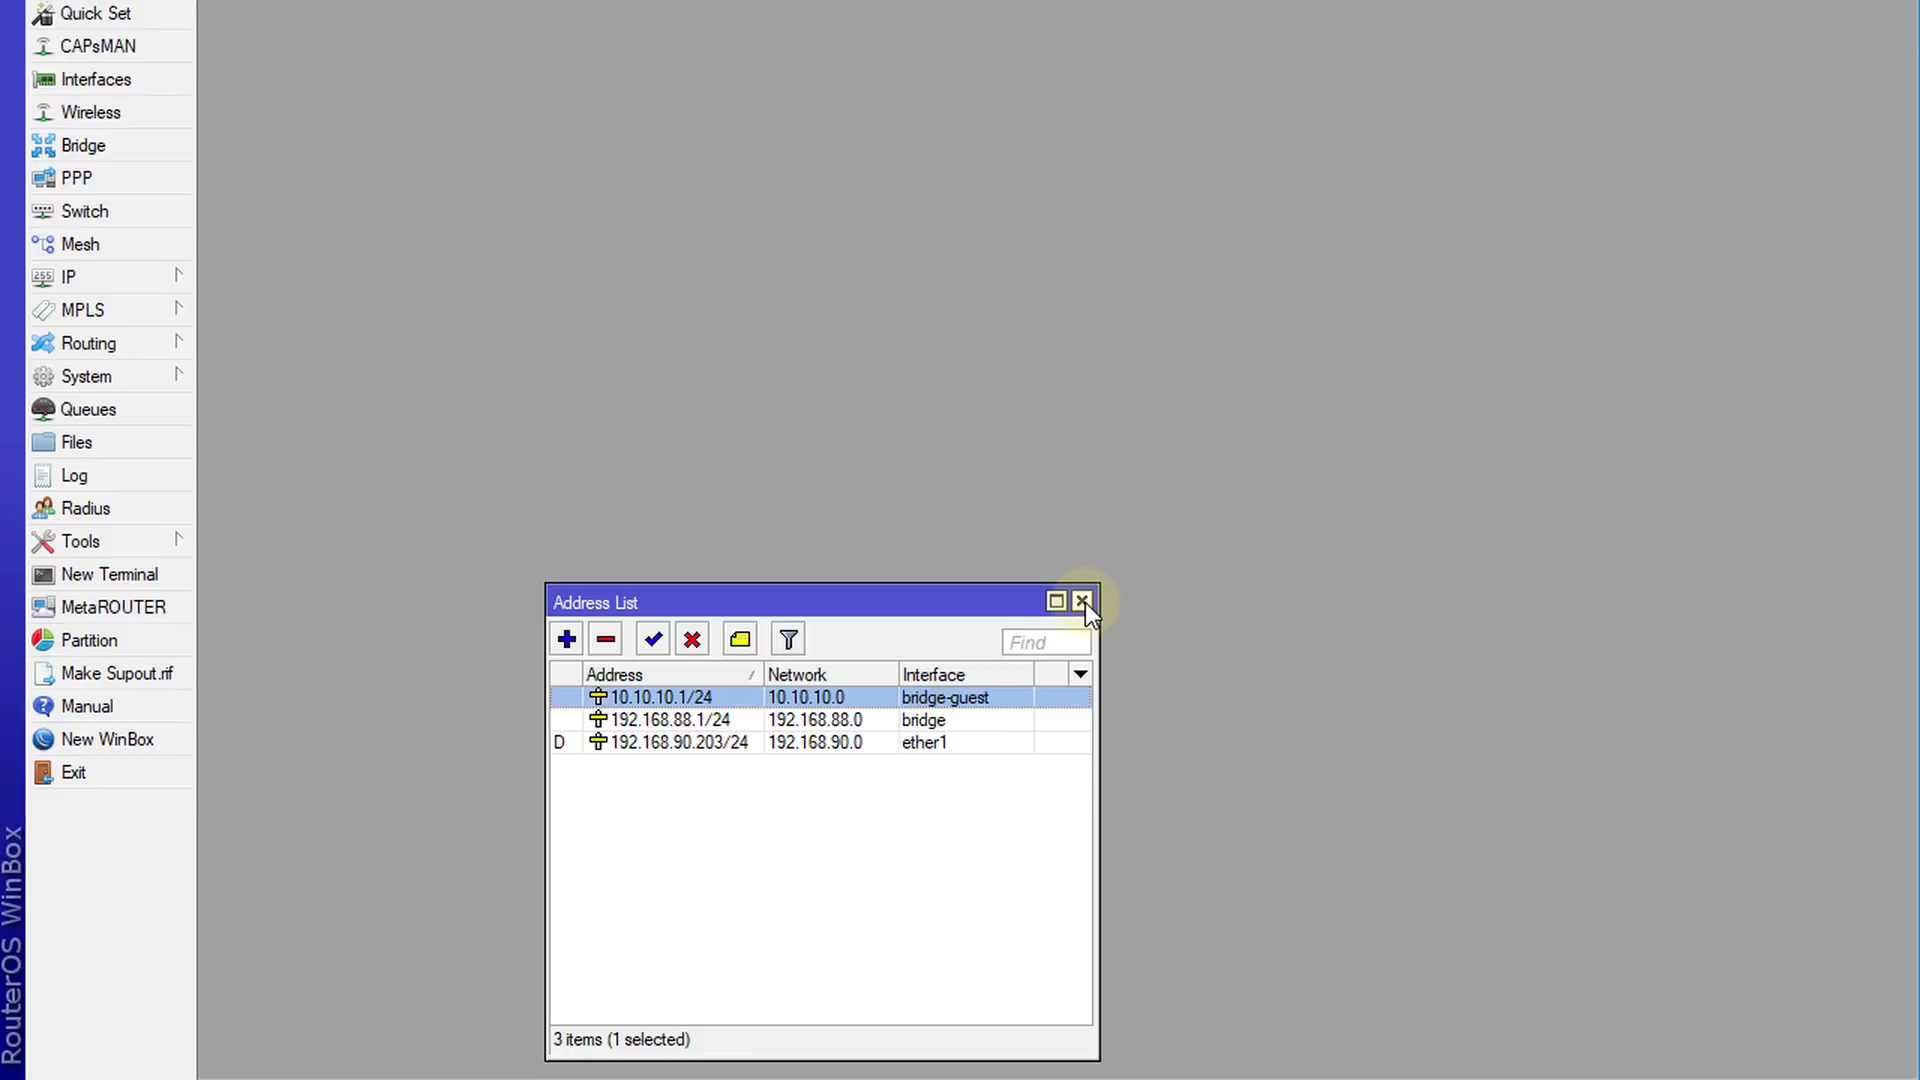 Quick Set
CAPsMAN
Interfaces
Wireless
Bridge
PPP
Switch
Mesh
255 IP
MPLS
Routing
System
Queues
Files
Log
Radius
Tools
New Terminal
MetaROUTER
Partition
Make Supout.rif
Manual
New WinBox
Exit
RouterOS WinBox
Address List
Find
Address Network Interface
10.10.10.1/24 10.10.10.0 bridge-guest
192.168.88.1/24 192.168.88.0 bridge
D 192.168.90.203/24 192.168.90.0 ether1
3 items (1 selected)